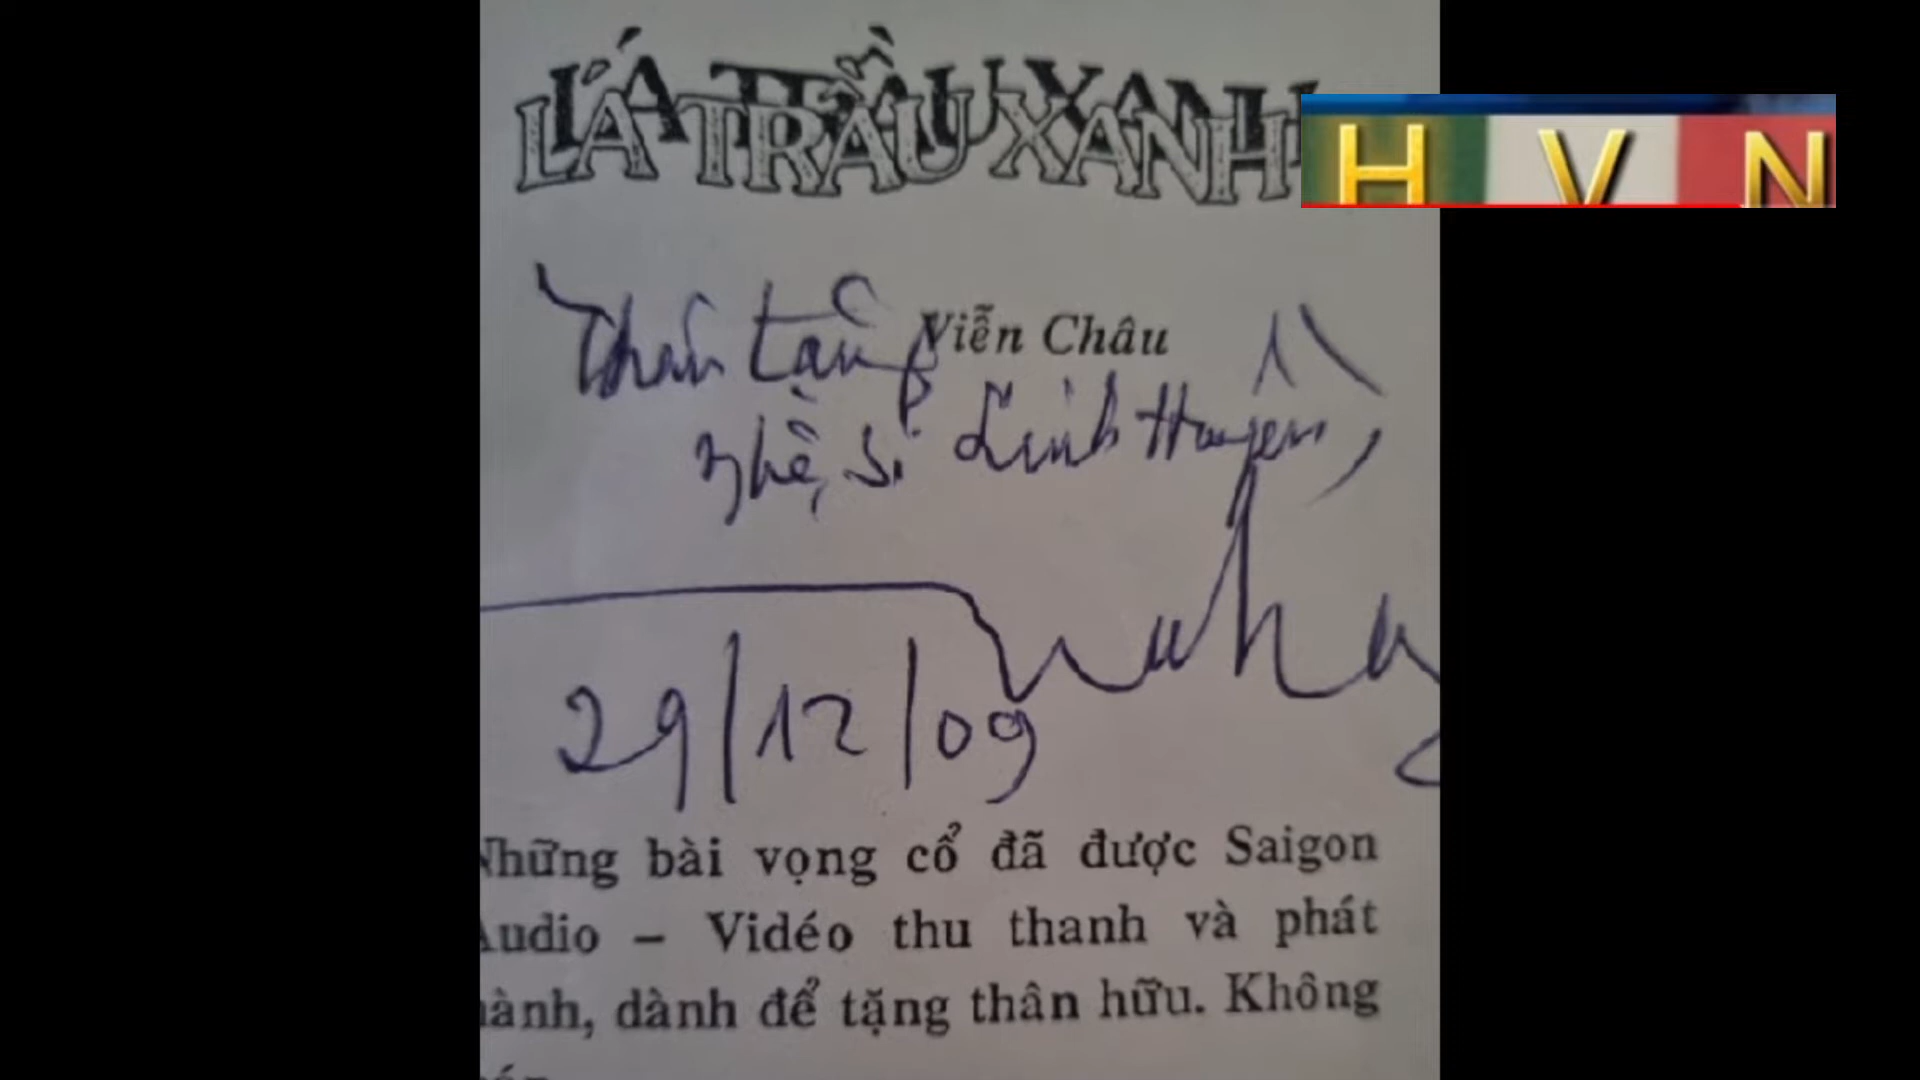 LÁ TRẦU XANH
H V N
Viễn Châu
Thân tặng
nghệ sĩ Linh Huyền,
29/12/09
Những bài vọng cổ đã được Saigon
Audio – Vidéo thu thanh và phát
hành, dành để tặng thân hữu. Không